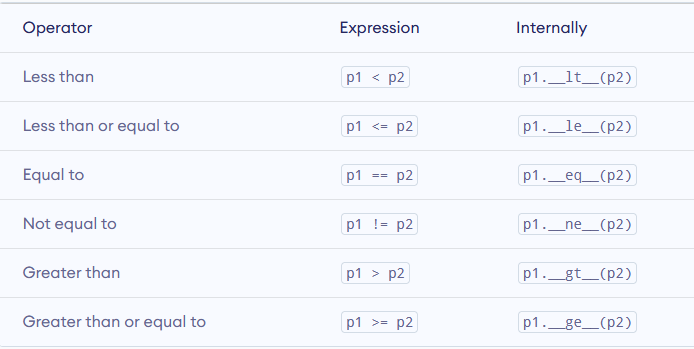 Operator Expression Internally
Less than p1 < p2 p1.__lt__(p2)
Less than or equal to p1 <= p2 p1.__le__(p2)
Equal to p1 == p2 p1.__eq__(p2)
Not equal to p1 != p2 p1.__ne__(p2)
Greater than p1 > p2 p1.__gt__(p2)
Greater than or equal to p1 >= p2 p1.__ge__(p2)